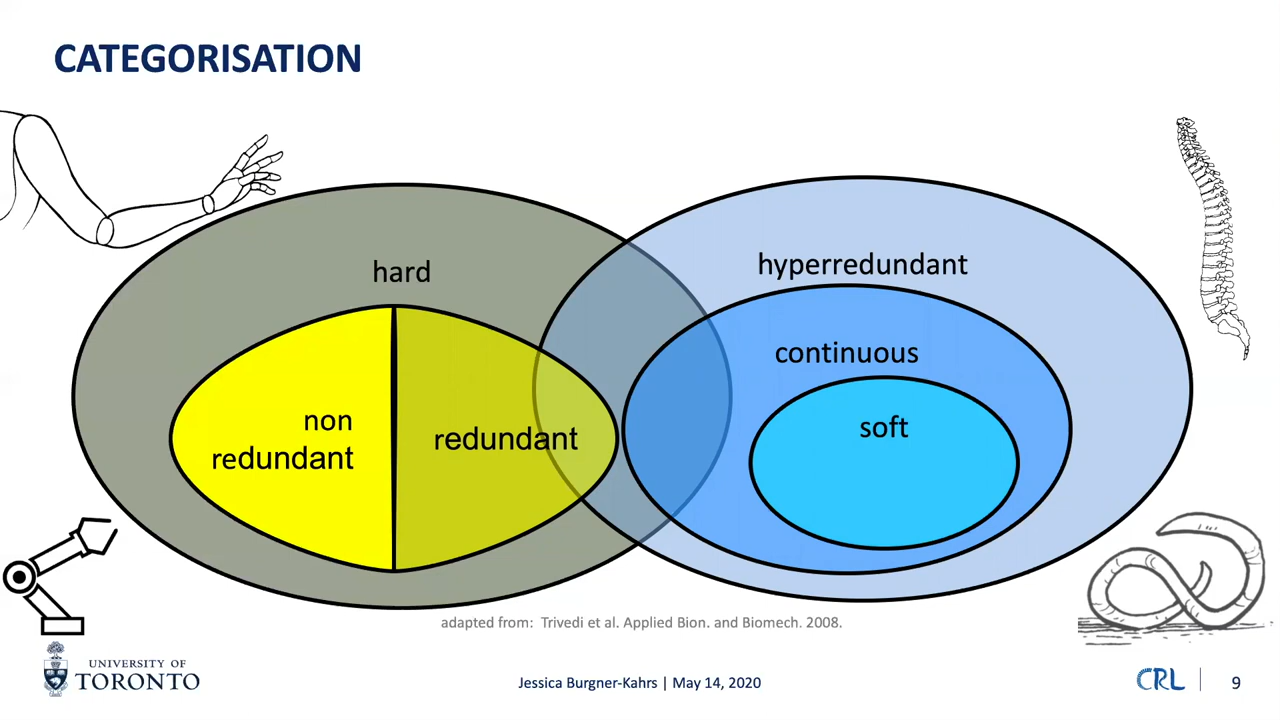 CATEGORISATION
hard
hyperredundant
continuous
non
redundant
redundant
soft
adapted from: Trivedi et al. Applied Bion. and Biomech. 2008.
UNIVERSITY OF
TORONTO
Jessica Burgner-Kahrs | May 14, 2020
CRL
9